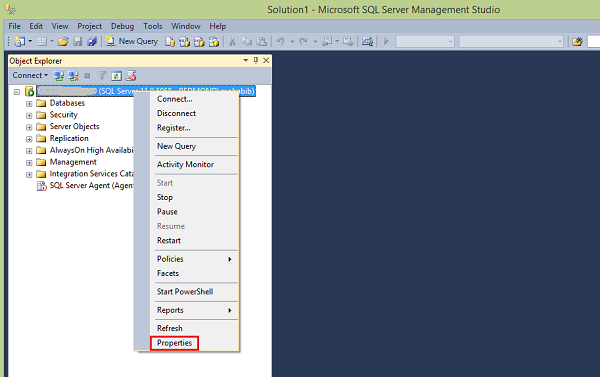 Solution1 - Microsoft SQL Server Management Studio
File Edit View Project Debug Tools Window Help
New Query
Object Explorer
Connect
(SQL Server 11.0.5058 - REDMOND\
Databases
Security
Server Objects
Replication
AlwaysOn High Availabi
Management
Integration Services Cata
SQL Server Agent (Agen
Connect...
Disconnect
Register...
New Query
Activity Monitor
Start
Stop
Pause
Resume
Restart
Policies
Facets
Start PowerShell
Reports
Refresh
Properties